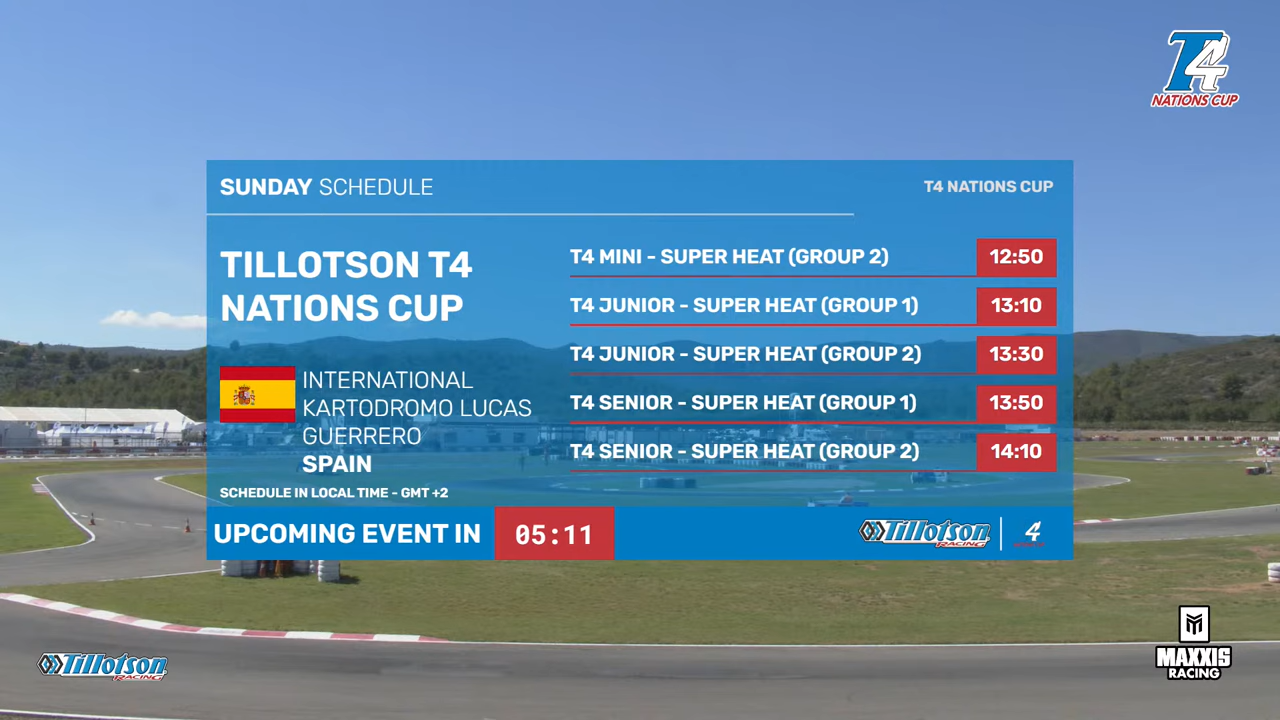 T4
NATIONS CUP
SUNDAY SCHEDULE
T4 NATIONS CUP
TILLOTSON T4
NATIONS CUP
INTERNATIONAL
KARTODROMO LUCAS
GUERRERO
SPAIN
SCHEDULE IN LOCAL TIME - GMT +2
T4 MINI - SUPER HEAT (GROUP 2) 12:50
T4 JUNIOR - SUPER HEAT (GROUP 1) 13:10
T4 JUNIOR - SUPER HEAT (GROUP 2) 13:30
T4 SENIOR - SUPER HEAT (GROUP 1) 13:50
T4 SENIOR - SUPER HEAT (GROUP 2) 14:10
UPCOMING EVENT IN 05:11
Tillotson
RACING
4
Tillotson
RACING
MAXXIS
RACING